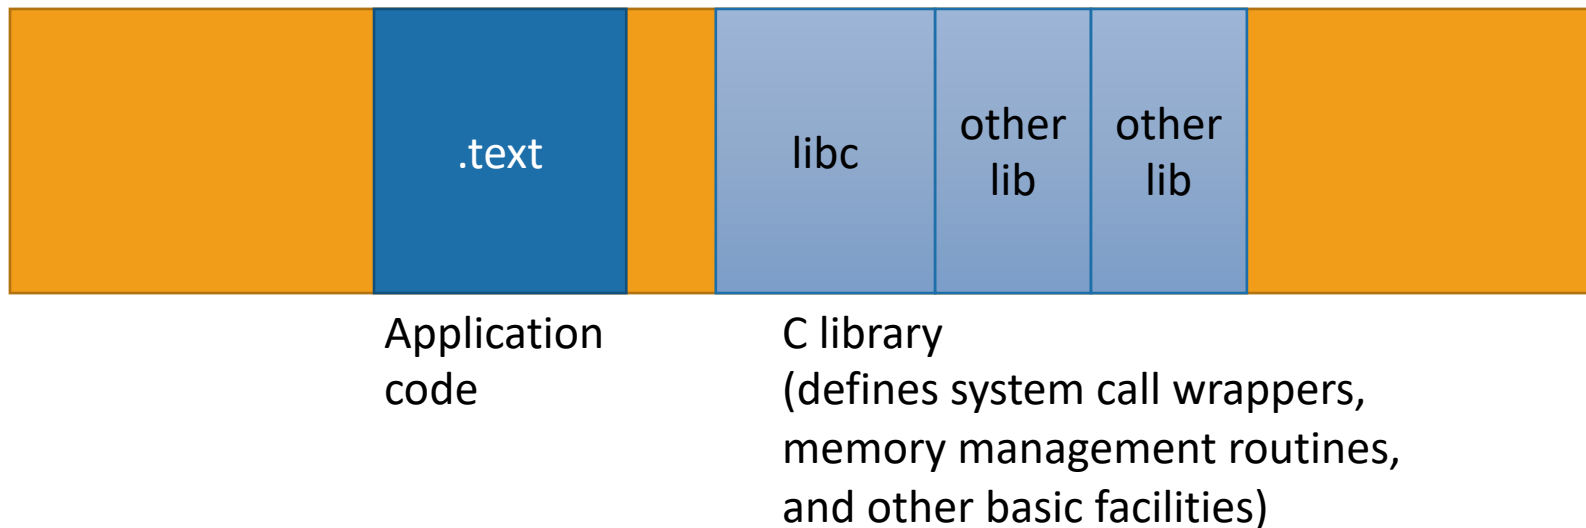 .text
libc
other
lib
other
lib
Application
code
C library
(defines system call wrappers,
memory management routines,
and other basic facilities)